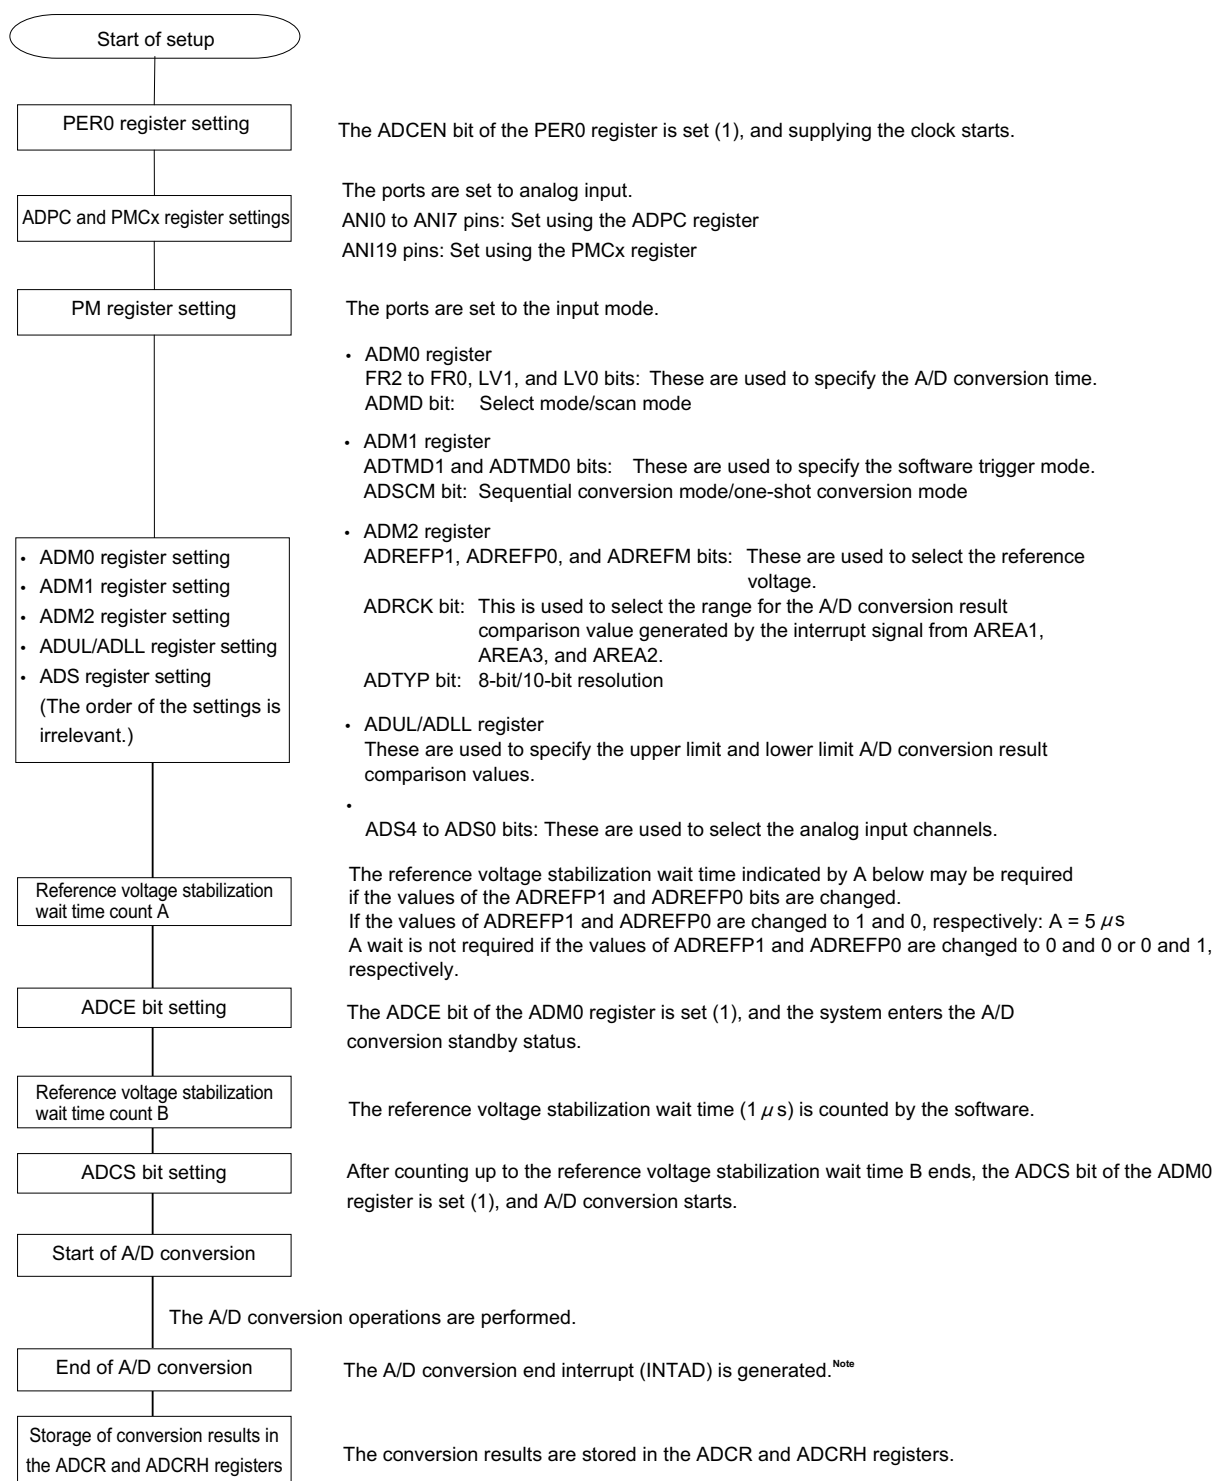 Start of setup
PER0 register setting
The ADCEN bit of the PER0 register is set (1), and supplying the clock starts.
ADPC and PMCx register settings
The ports are set to analog input.
ANI0 to ANI7 pins: Set using the ADPC register
ANI19 pins: Set using the PMCx register
PM register setting
The ports are set to the input mode.
• ADM0 register
FR2 to FR0, LV1, and LV0 bits: These are used to specify the A/D conversion time.
ADMD bit: Select mode/scan mode
• ADM1 register
ADTMD1 and ADTMD0 bits: These are used to specify the software trigger mode.
ADSCM bit: Sequential conversion mode/one-shot conversion mode
• ADM2 register
ADREFP1, ADREFP0, and ADREFM bits: These are used to select the reference
voltage.
ADRCK bit: This is used to select the range for the A/D conversion result
comparison value generated by the interrupt signal from AREA1,
AREA3, and AREA2.
ADTYP bit: 8-bit/10-bit resolution
• ADUL/ADLL register
These are used to specify the upper limit and lower limit A/D conversion result
comparison values.
•
ADS4 to ADS0 bits: These are used to select the analog input channels.
• ADM0 register setting
• ADM1 register setting
• ADM2 register setting
• ADUL/ADLL register setting
• ADS register setting
(The order of the settings is
irrelevant.)
Reference voltage stabilization
wait time count A
The reference voltage stabilization wait time indicated by A below may be required
if the values of the ADREFP1 and ADREFP0 bits are changed.
If the values of ADREFP1 and ADREFP0 are changed to 1 and 0, respectively: A = 5 μs
A wait is not required if the values of ADREFP1 and ADREFP0 are changed to 0 and 0 or 0 and 1,
respectively.
ADCE bit setting
The ADCE bit of the ADM0 register is set (1), and the system enters the A/D
conversion standby status.
Reference voltage stabilization
wait time count B
The reference voltage stabilization wait time (1 μs) is counted by the software.
ADCS bit setting
After counting up to the reference voltage stabilization wait time B ends, the ADCS bit of the ADM0
register is set (1), and A/D conversion starts.
Start of A/D conversion
The A/D conversion operations are performed.
End of A/D conversion
The A/D conversion end interrupt (INTAD) is generated. Note
Storage of conversion results in
the ADCR and ADCRH registers
The conversion results are stored in the ADCR and ADCRH registers.